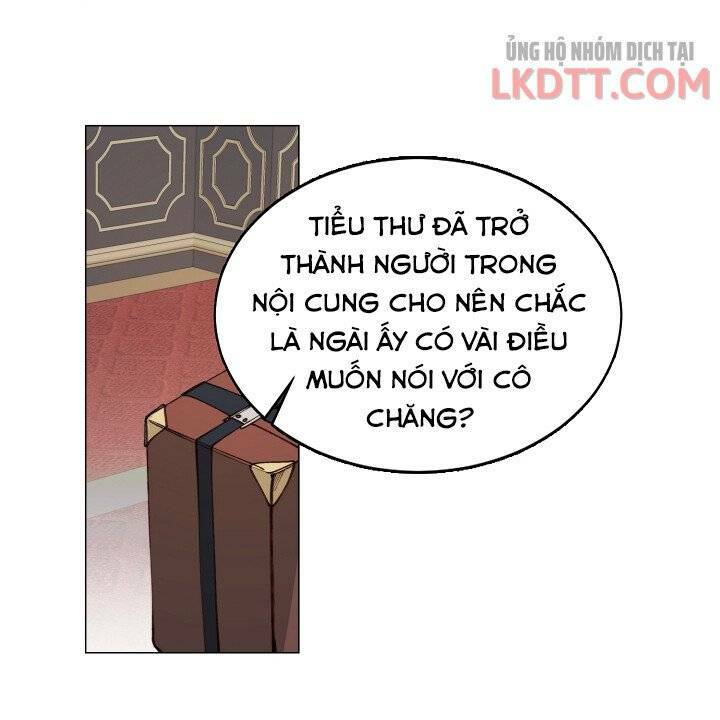 ỦNG HỘ NHÓM DỊCH TẠI
LKDTT.COM
TIỂU THƯ ĐÃ TRỞ
THÀNH NGƯỜI TRONG
NỘI CUNG CHO NÊN CHẮC
LÀ NGÀI ẤY CÓ VÀI ĐIỀU
MUỐN NÓI VỚI CÔ
CHĂNG?